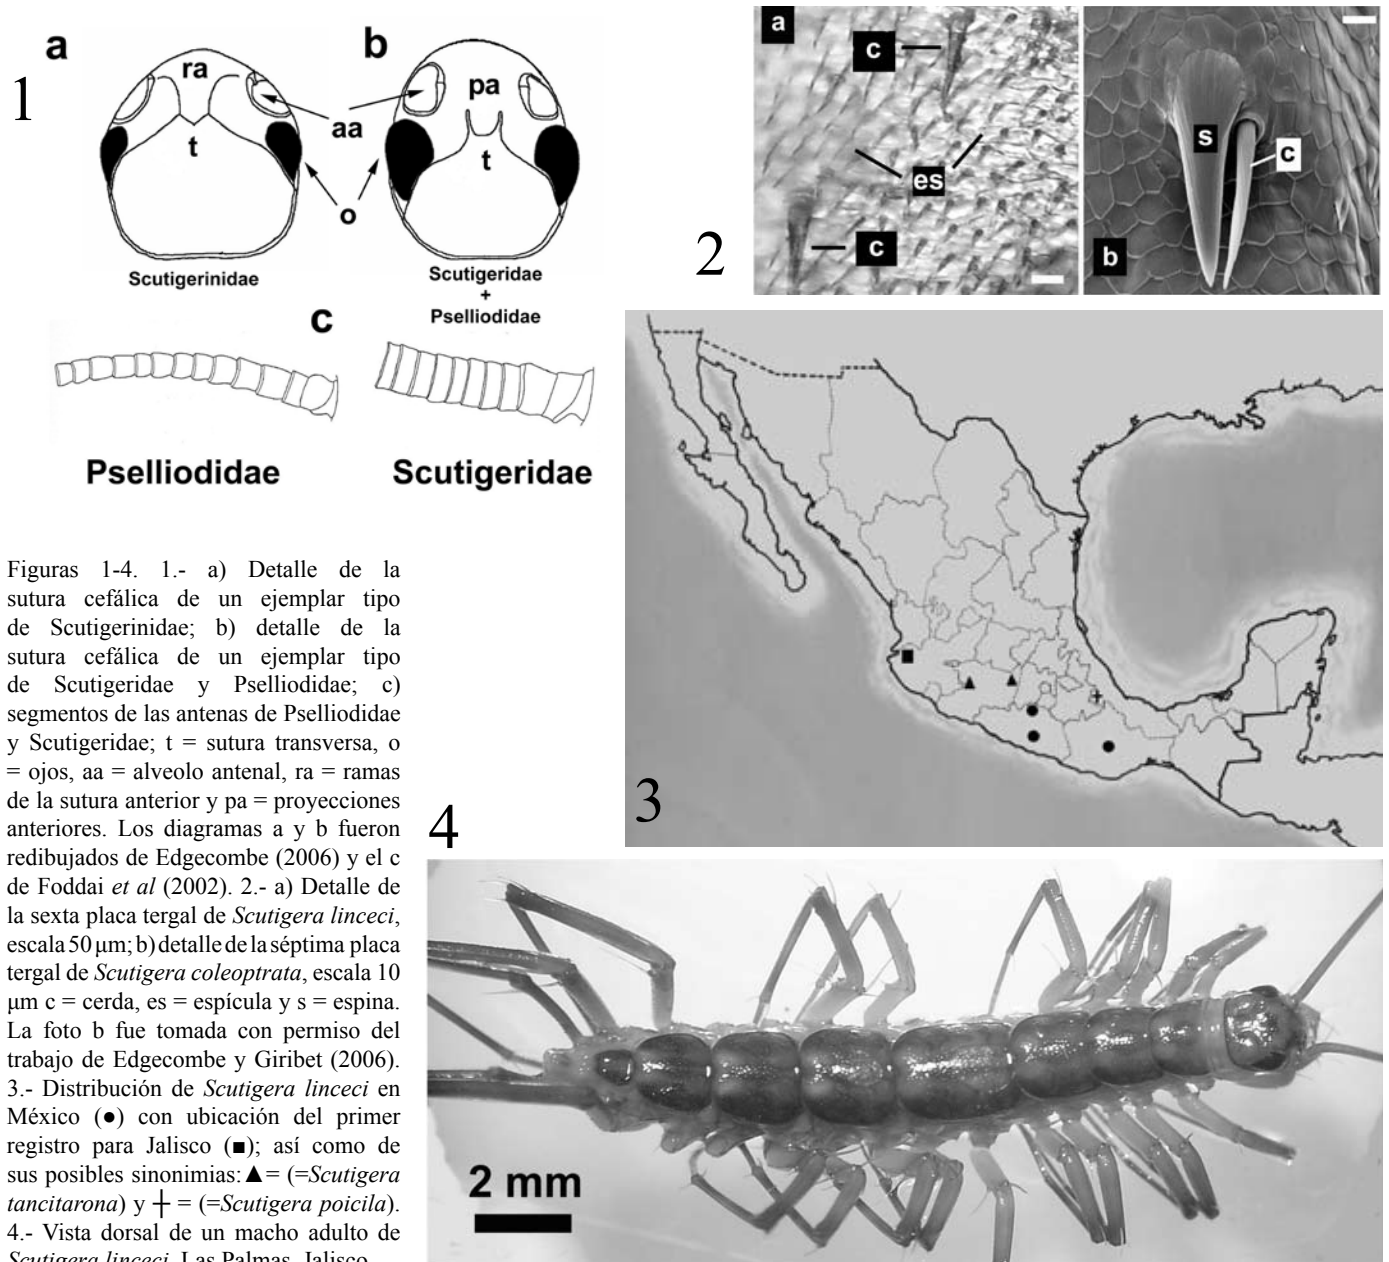 1
a
ra
aa
t
o
Scutigerinidae
b
pa
t
Scutigeridae
+
Pselliodidae
c
Pselliodidae
Scutigeridae
2
a
c
es
c
b
s
c
3
4
2 mm
Figuras 1-4. 1.- a) Detalle de la
sutura cefálica de un ejemplar tipo
de Scutigerinidae; b) detalle de la
sutura cefálica de un ejemplar tipo
de Scutigeridae y Pselliodidae; c)
segmentos de las antenas de Pselliodidae
y Scutigeridae; t = sutura transversa, o
= ojos, aa = alveolo antenal, ra = ramas
de la sutura anterior y pa = proyecciones
anteriores. Los diagramas a y b fueron
redibujados de Edgecombe (2006) y el c
de Foddai et al (2002). 2.- a) Detalle de
la sexta placa tergal de Scutigera linceci,
escala 50 μm; b) detalle de la séptima placa
tergal de Scutigera coleoptrata, escala 10
μm c = cerda, es = espícula y s = espina.
La foto b fue tomada con permiso del
trabajo de Edgecombe y Giribet (2006).
3.- Distribución de Scutigera linceci en
México (●) con ubicación del primer
registro para Jalisco (■); así como de
sus posibles sinonimias: ▲= (=Scutigera
tancitarona) y ┼ = (=Scutigera poicila).
4.- Vista dorsal de un macho adulto de
Scutigera linceci, Las Palmas, Jalisco.